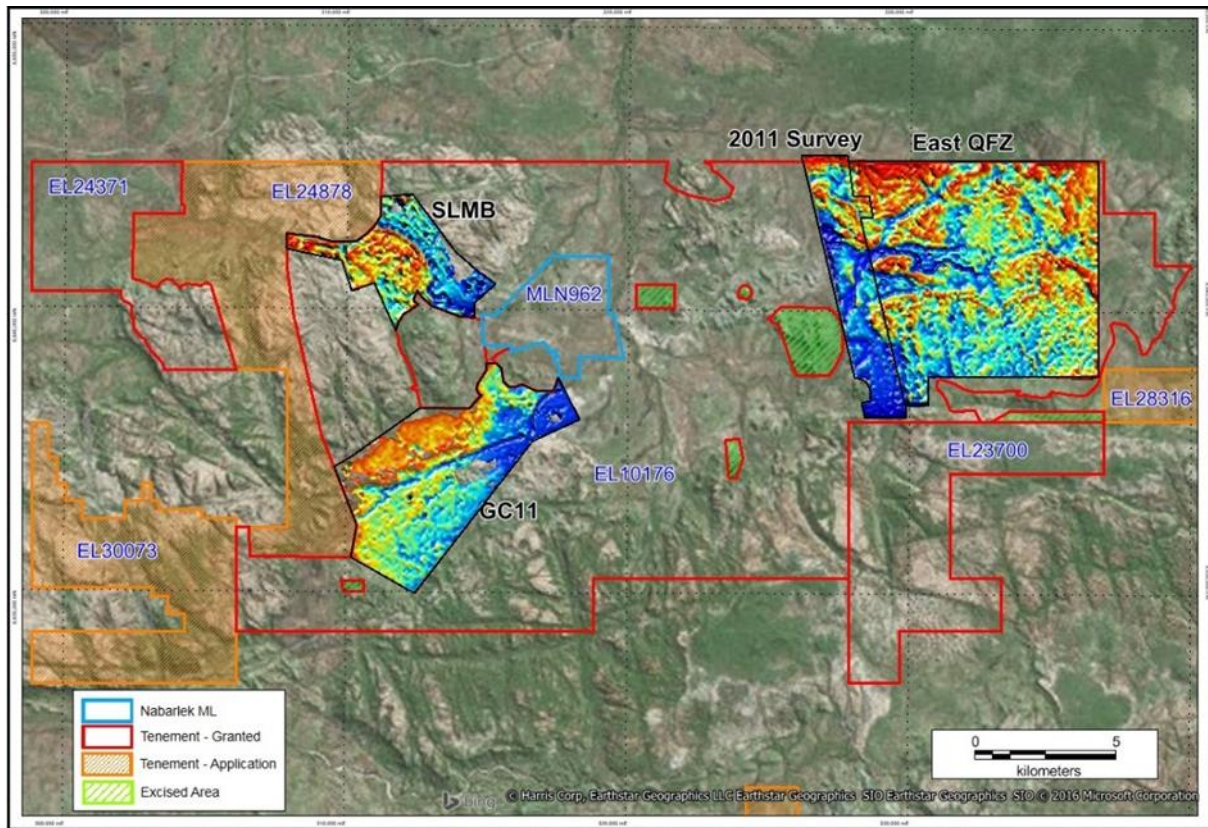 2011 Survey
East QFZ
EL24371
EL24878
SLMB
MLN962
EL28316
EL23700
EL10176
GC11
EL30073
Nabarlek ML
Tenement - Granted
Tenement - Application
Excised Area
0 5
kilometers
Bing
© Harris Corp, Earthstar Geographics LLC Earthstar Geographics SIO Earthstar Geographics SIO © 2016 Microsoft Corporation